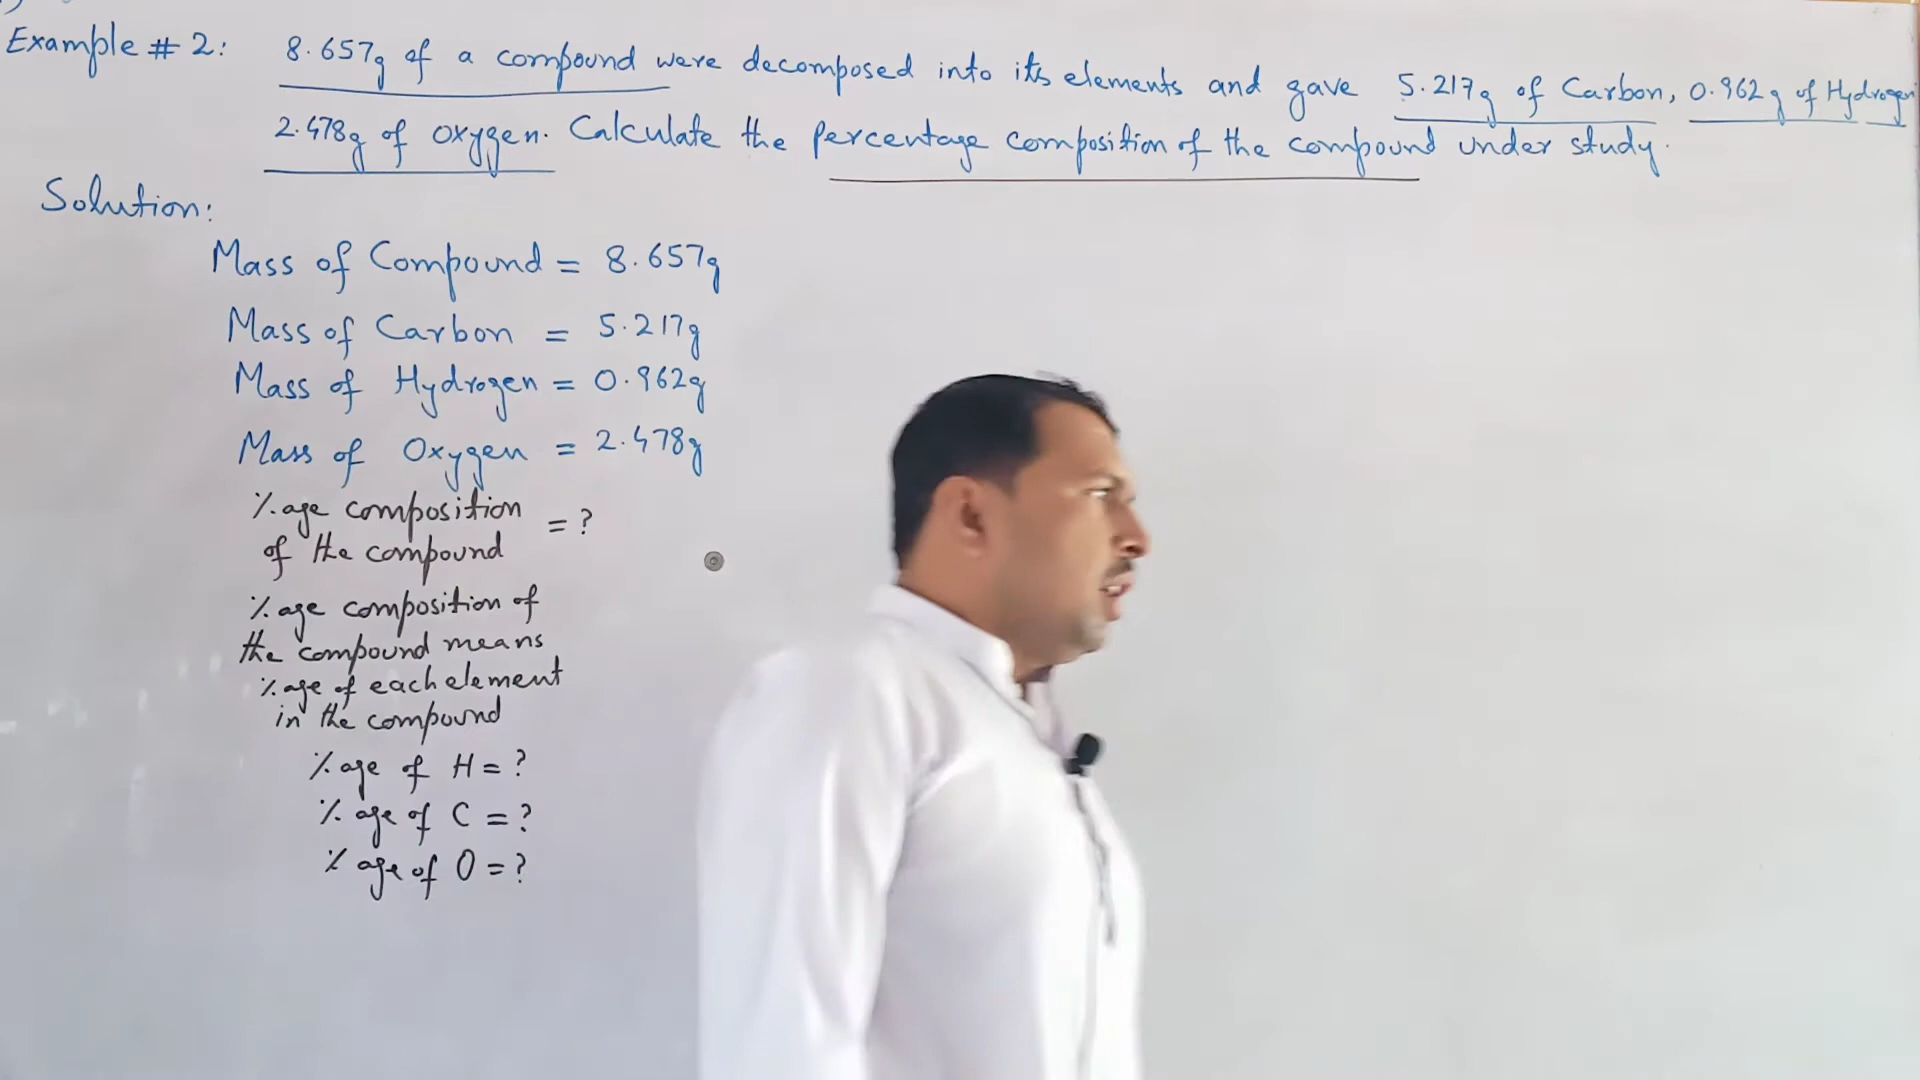 Example # 2: 8.657g of a compound were decomposed into its elements and gave 5.217g of Carbon, 0.962g of Hydrogen
2.478g of oxygen. Calculate the percentage composition of the compound under study.
Solution:
Mass of Compound = 8.657g
Mass of Carbon = 5.217g
Mass of Hydrogen = 0.962g
Mass of Oxygen = 2.478g
%age composition
of the compound = ?
%age composition of
the compound means
%age of each element
in the compound
%age of H = ?
%age of C = ?
%age of O = ?